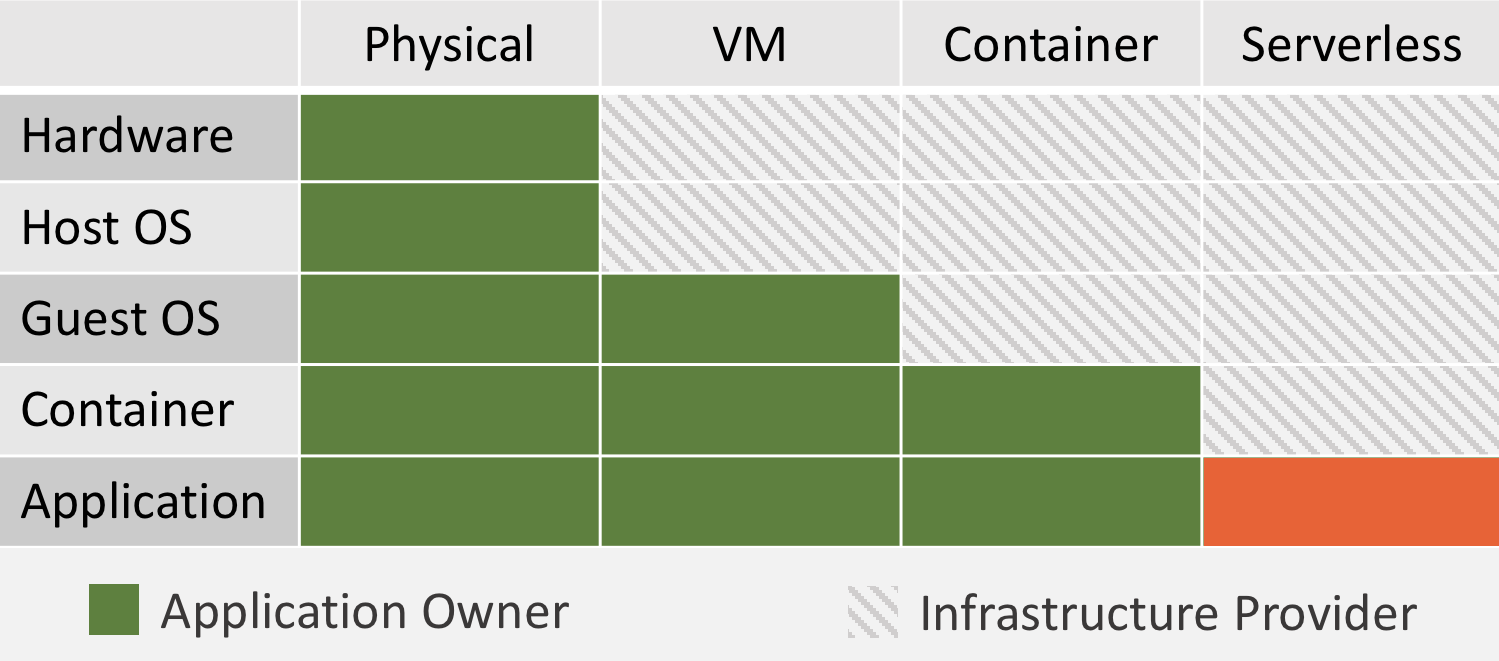 Physical VM Container Serverless
Hardware
Host OS
Guest OS
Container
Application
Application Owner Infrastructure Provider